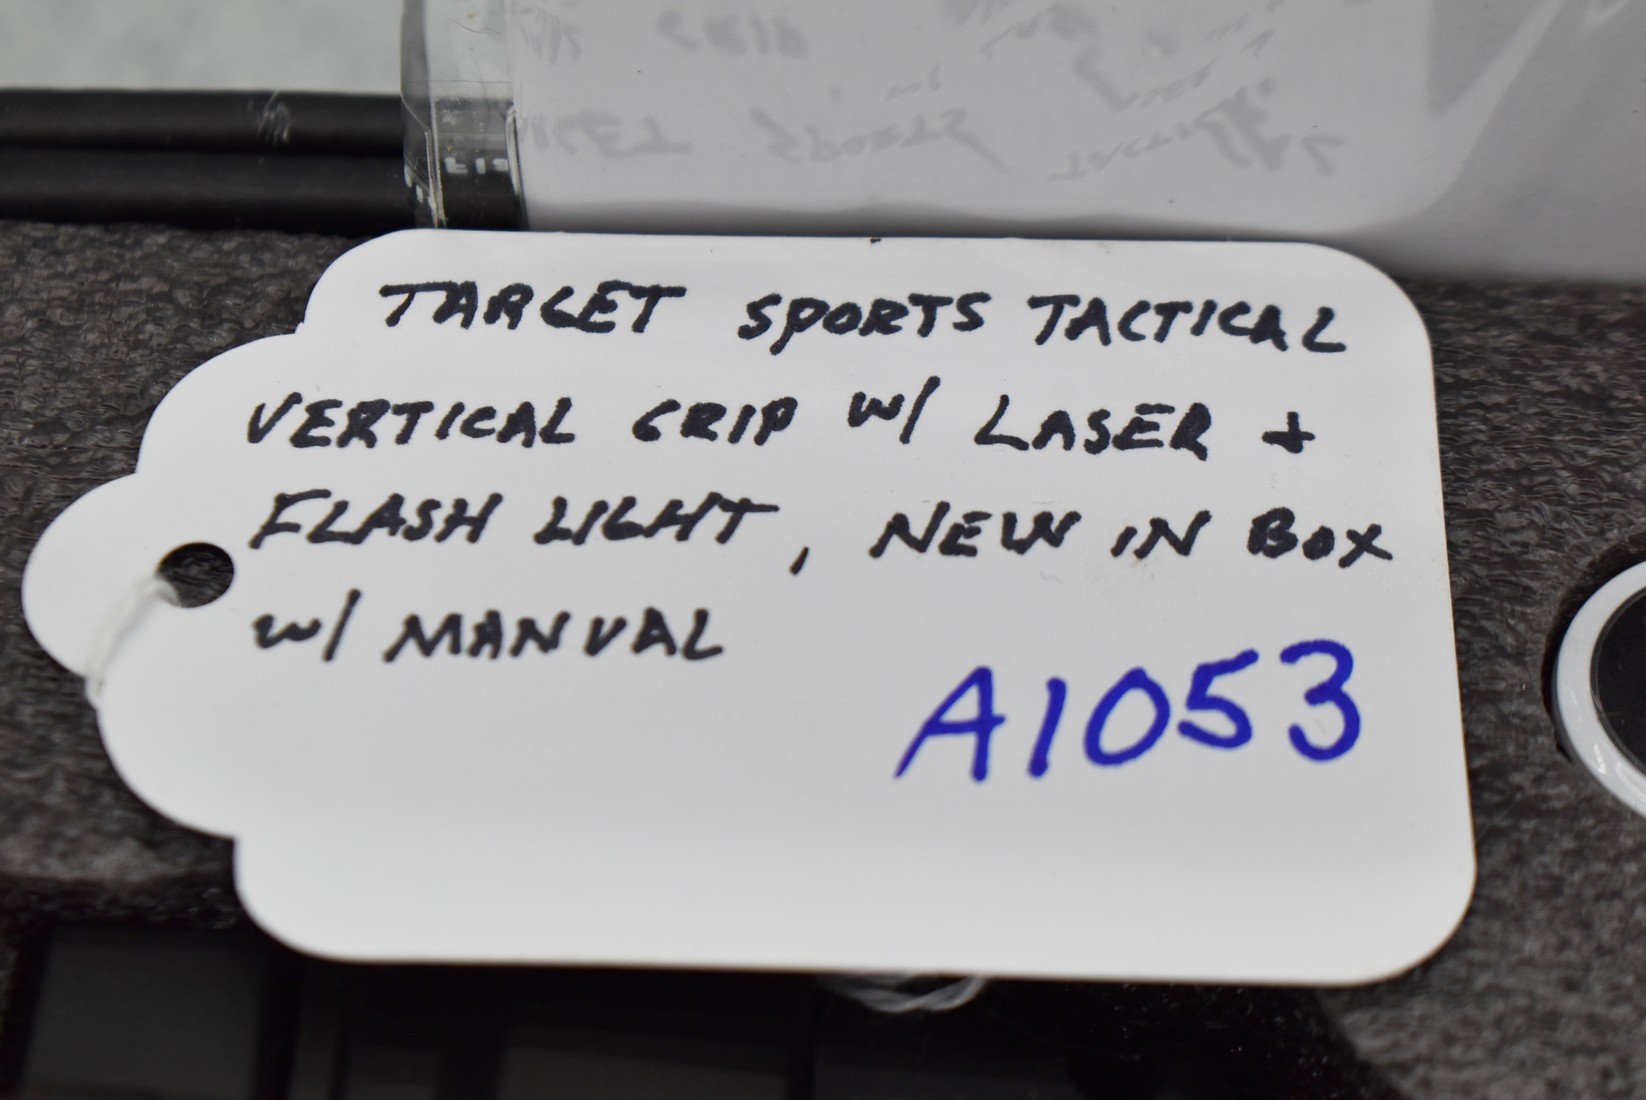 TARGET SPORTS TACTICAL
VERTICAL GRIP W/ LASER +
FLASH LIGHT, NEW IN BOX
W/ MANUAL
A1053